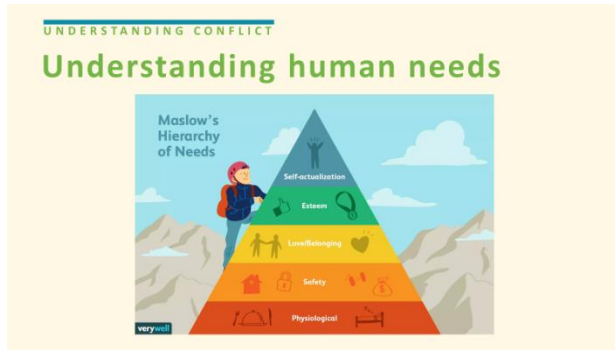 UNDERSTANDING CONFLICT
Understanding human needs
Maslow's
Hierarchy
of Needs
Self-actualization
Esteem
Love/Belonging
Safety
Physiological
verywell